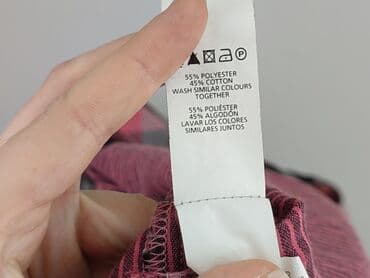 P
55% POLYESTER
45% COTTON
WASH SIMILAR COLOURS
TOGETHER
55% POLIÉSTER
45% ALGODÓN
LAVAR LOS COLORES
SIMILARES JUNTOS